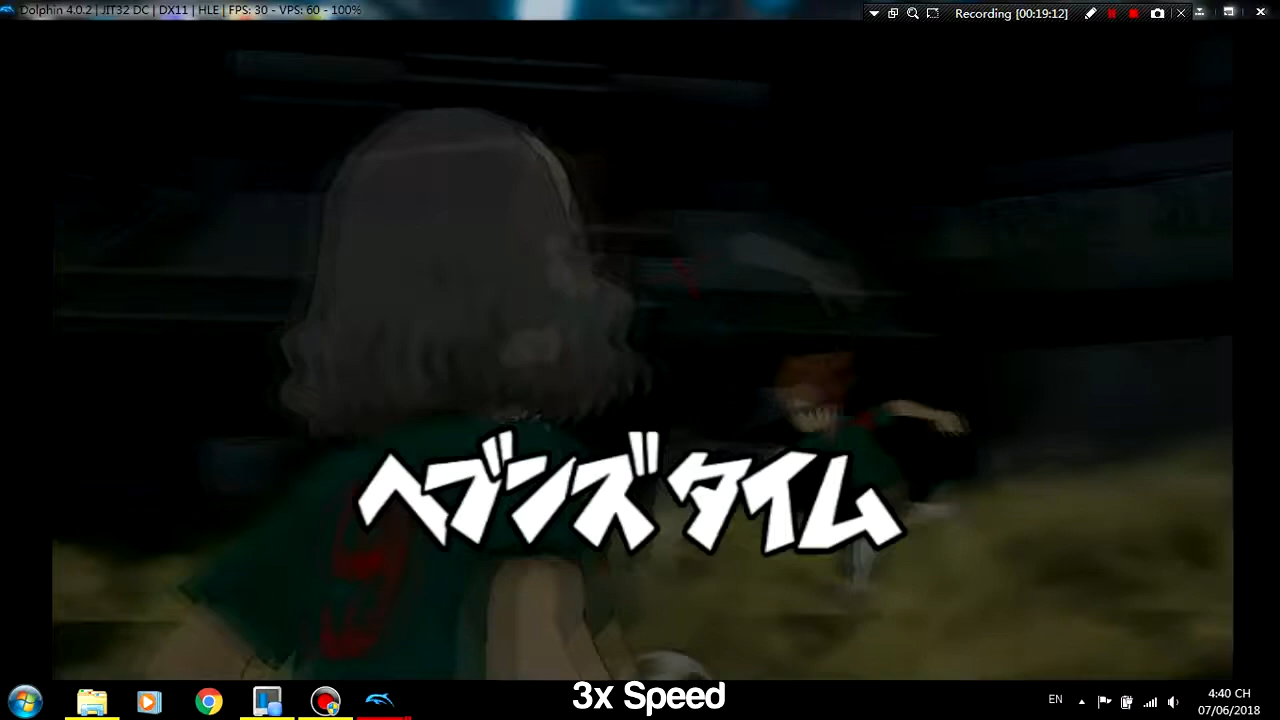 Dolphin 4.0.2 | JIT32 DC | DX11 | HLE | FPS: 30 - VPS: 60 - 100%
Recording [00:19:12]
9
ヘブンズタイム
3x Speed
EN
4:40 CH
07/06/2018